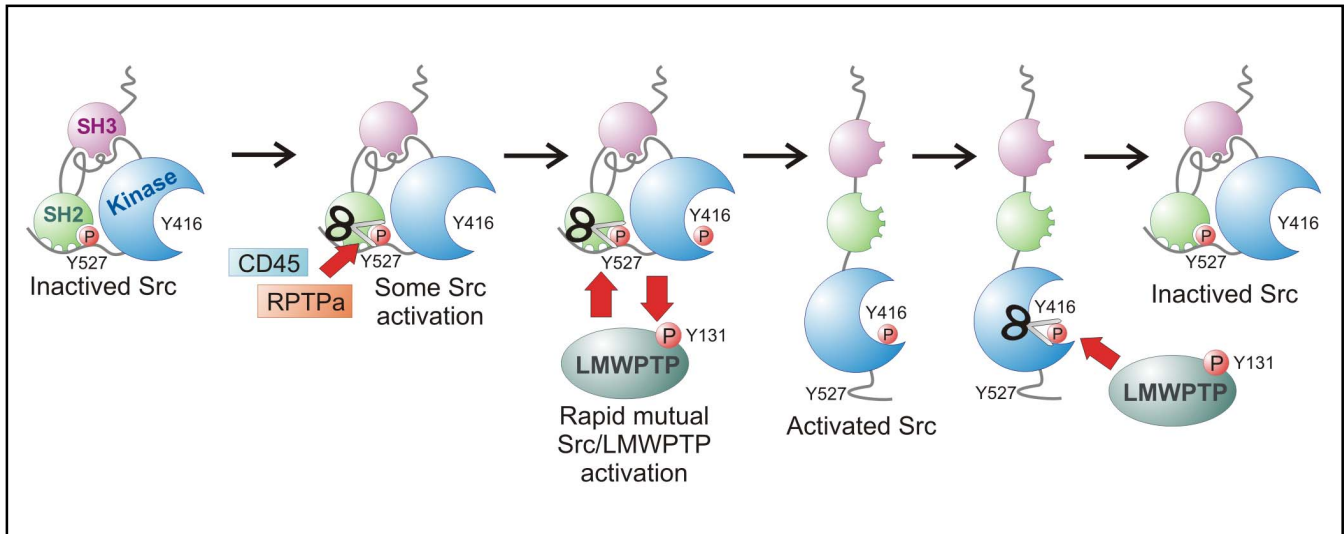 SH3
Kinase
SH2
Y416
P
Y527
Inactived Src
CD45
RPTPa
Y416
P
Y527
Some Src
activation
Y416
P
P
Y527
P
Y131
LMWPTP
Rapid mutual
Src/LMWPTP
activation
Y416
P
Y527
Activated Src
Y416
P
Y527
P
Y131
LMWPTP
Y416
P
Y527
Inactived Src